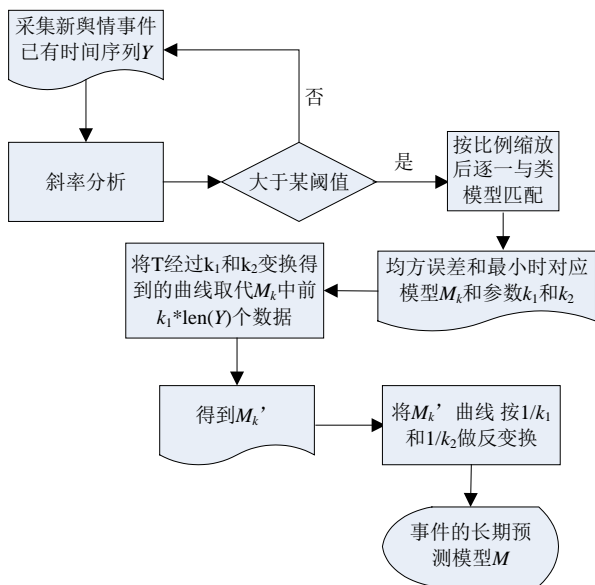 采集新舆情事件
已有时间序列Y
否
斜率分析
大于某阈值
是
按比例缩放
后逐一与类
模型匹配
将T经过k₁和k₂变换得
到的曲线取代Mₖ中前
k₁*len(Y)个数据
均方误差和最小时对应
模型Mₖ和参数k₁和k₂
得到Mₖ’
将Mₖ’ 曲线 按1/k₁
和1/k₂做反变换
事件的长期预
测模型M